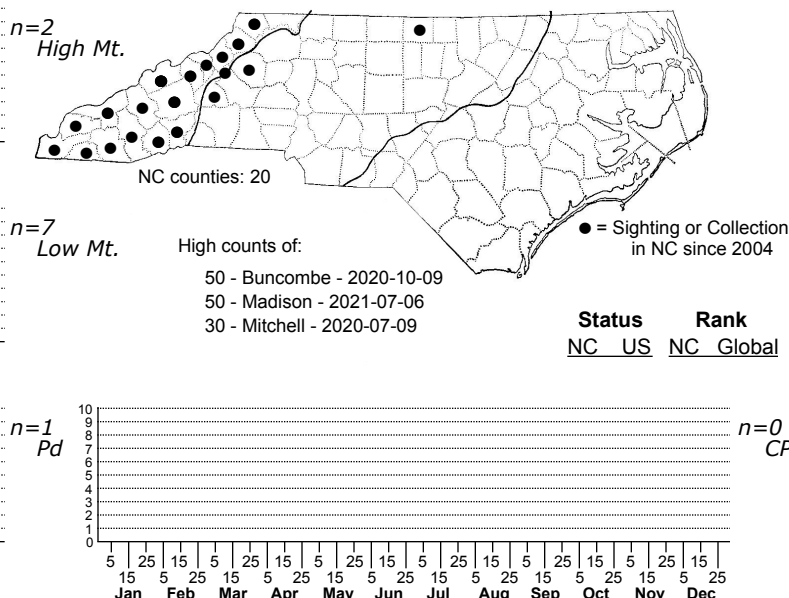 n=2
High Mt.
NC counties: 20
n=7
Low Mt.
High counts of:
50 - Buncombe - 2020-10-09
50 - Madison - 2021-07-06
30 - Mitchell - 2020-07-09
● = Sighting or Collection
in NC since 2004
Status Rank
NC US NC Global
n=1
Pd
n=0
CP
10
9
8
7
6
5
4
3
2
1
0
5 15 25 5 15 25 5 15 25 5 15 25 5 15 25 5 15 25
15 5 25 15 5 25 15 5 25 15 5 25 15 5 25 15 5 25
Jan Feb Mar Apr May Jun Jul Aug Sep Oct Nov Dec